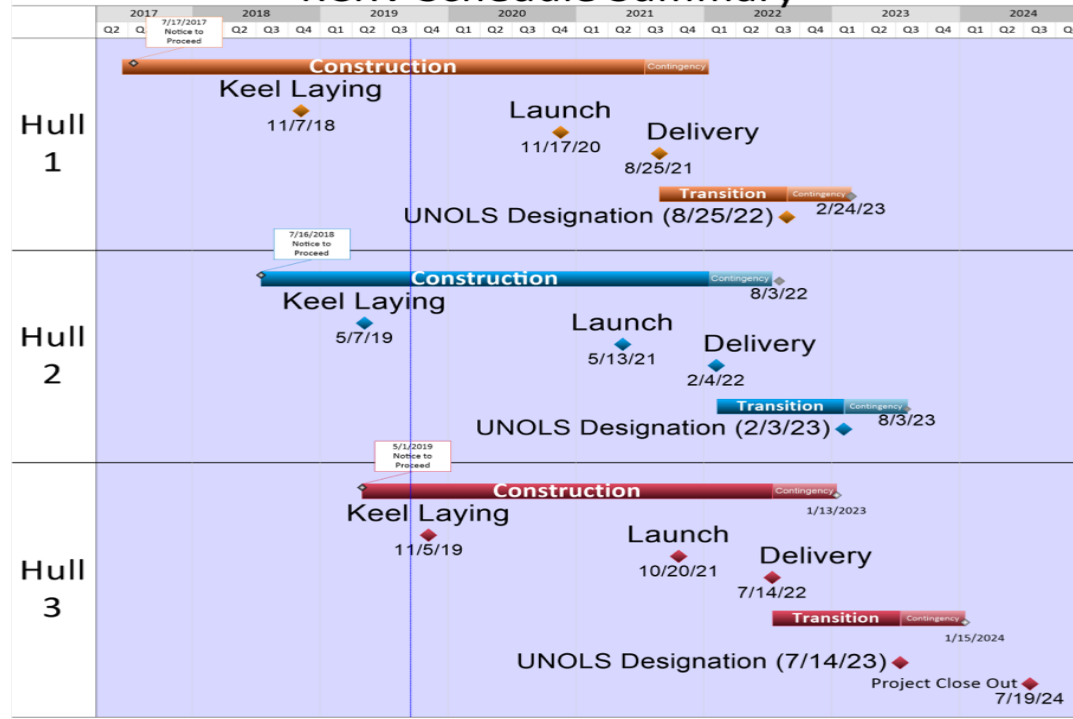 Schedule Summary
2017 2018 2019 2020 2021 2022 2023 2024
Q2 Q2 Q3 Q4 Q1 Q2 Q3 Q4 Q1 Q2 Q3 Q4 Q1 Q2 Q3 Q4 Q1 Q2 Q3 Q4 Q1 Q2 Q3 Q4 Q1 Q2 Q3
7/17/2017
Notice to
Proceed
Hull
1
Construction
Contingency
Keel Laying
11/7/18
Launch
11/17/20
Delivery
8/25/21
Transition
Contingency
2/24/23
UNOLS Designation (8/25/22)
7/16/2018
Notice to
Proceed
Hull
2
Construction
Contingency
8/3/22
Keel Laying
5/7/19
Launch
5/13/21
Delivery
2/4/22
Transition
Contingency
8/3/23
UNOLS Designation (2/3/23)
5/1/2019
Notice to
Proceed
Hull
3
Construction
Contingency
1/13/2023
Keel Laying
11/5/19
Launch
10/20/21
Delivery
7/14/22
Transition
Contingency
1/15/2024
UNOLS Designation (7/14/23)
Project Close Out
7/19/24